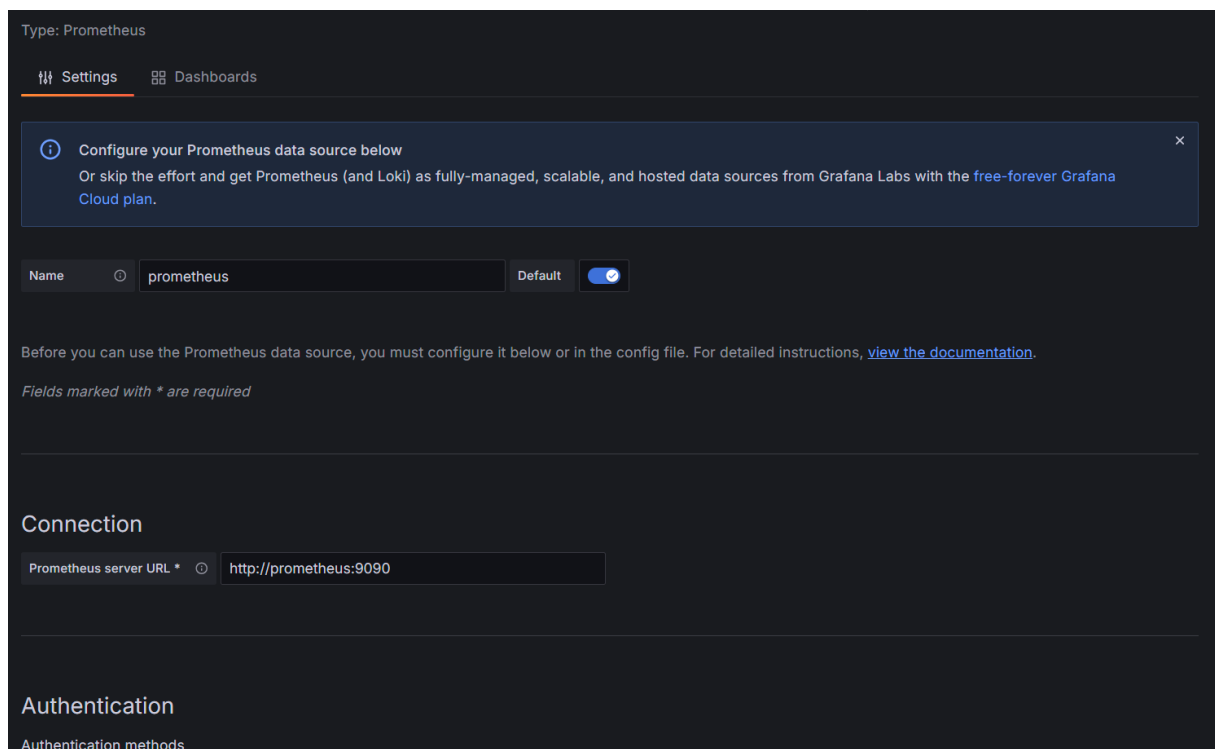 Type: Prometheus
Settings
Dashboards
Configure your Prometheus data source below
Or skip the effort and get Prometheus (and Loki) as fully-managed, scalable, and hosted data sources from Grafana Labs with the free-forever Grafana
Cloud plan.
Name prometheus Default
Before you can use the Prometheus data source, you must configure it below or in the config file. For detailed instructions, view the documentation.
Fields marked with * are required
Connection
Prometheus server URL * http://prometheus:9090
Authentication
Authentication methods